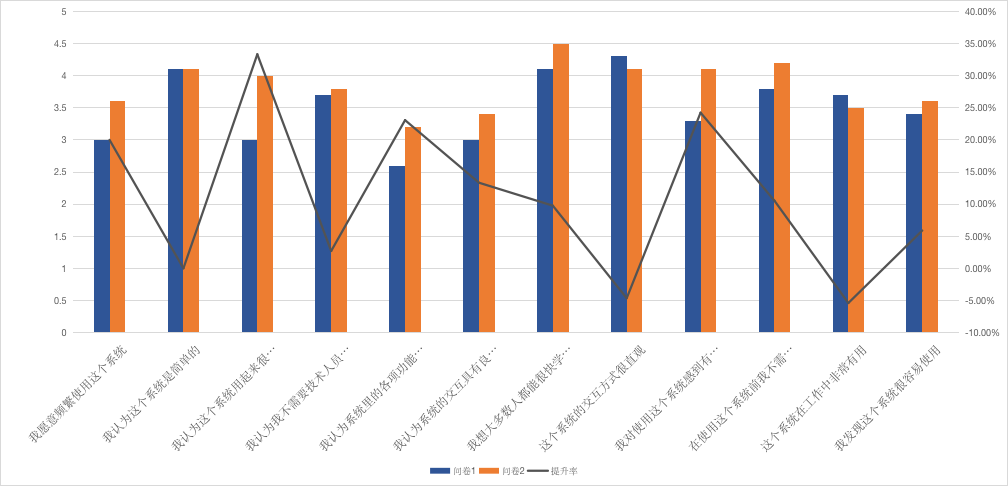 5
4.5
4
3.5
3
2.5
2
1.5
1
0.5
0
40.00%
35.00%
30.00%
25.00%
20.00%
15.00%
10.00%
5.00%
0.00%
-5.00%
-10.00%
我愿意频繁使用这个系统
我认为这个系统是简单的
我认为这个系统用起来很…
我认为我不需要技术人员…
我认为系统里的各项功能…
我认为系统的交互具有良…
我想大多数人都能很快学…
这个系统的交互方式很直观
我对使用这个系统感到有…
在使用这个系统前我不需…
这个系统在工作中非常有用
我发现这个系统很容易使用
问卷1 问卷2 提升率